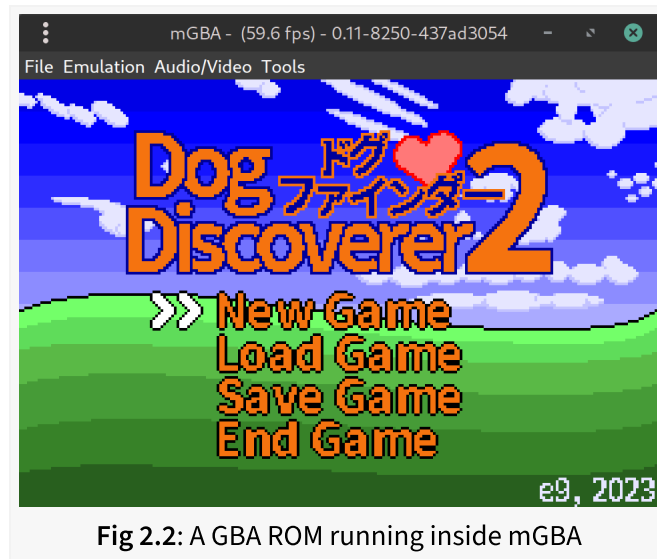 mGBA - (59.6 fps) - 0.11-8250-437ad3054
File Emulation Audio/Video Tools
Dog ドグ
ファインダー
Discoverer 2
>> New Game
Load Game
Save Game
End Game
e9, 2023
Fig 2.2: A GBA ROM running inside mGBA